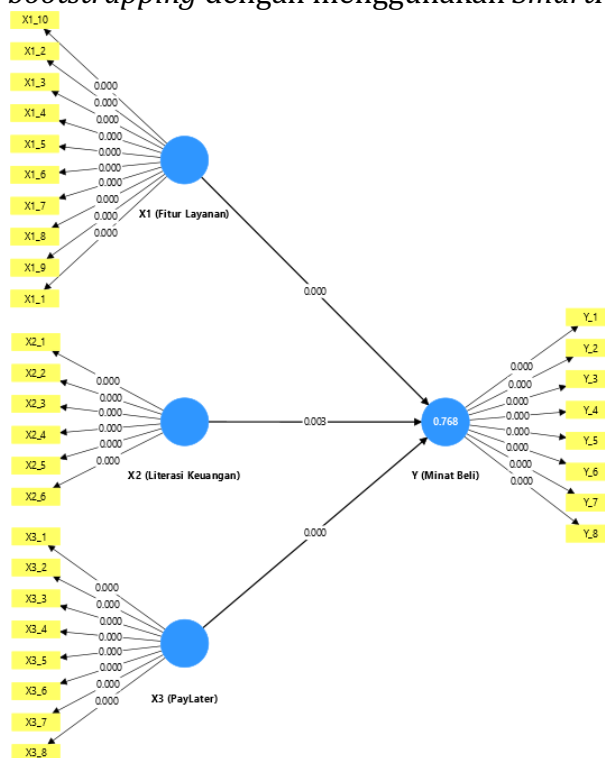 bootstrapping dengan menggunakan
X1_10
X1_2
X1_3
X1_4
X1_5
X1_6
X1_7
X1_8
X1_9
X1_1
0.000
0.000
0.000
0.000
0.000
0.000
0.000
0.000
0.000
X1 (Fitur Layanan)
0.000
X2_1
X2_2
X2_3
X2_4
X2_5
X2_6
0.000
0.000
0.000
0.000
0.000
0.000
X2 (Literasi Keuangan)
0.003
X3_1
X3_2
X3_3
X3_4
X3_5
X3_6
X3_7
X3_8
0.000
0.000
0.000
0.000
0.000
0.000
0.000
0.000
X3 (PayLater)
0.000
0.768
Y (Minat Beli)
0.000
0.000
0.000
0.000
0.000
0.000
0.000
0.000
Y_1
Y_2
Y_3
Y_4
Y_5
Y_6
Y_7
Y_8